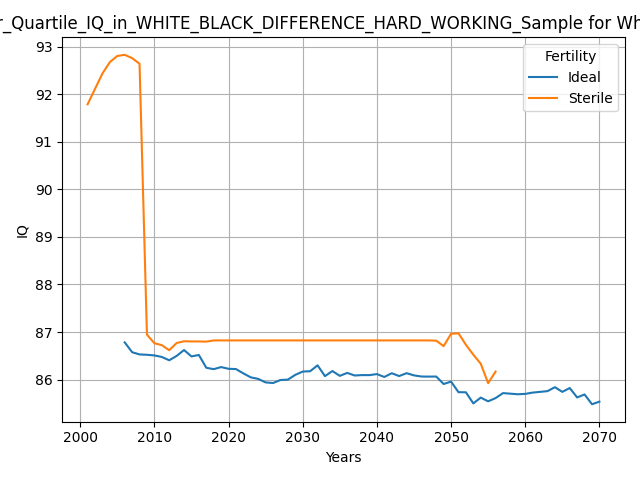 r_Quartile_IQ_in_WHITE_BLACK_DIFFERENCE_HARD_WORKING_Sample for Wh
93
92
91
90
89
88
87
86
IQ
Fertility
Ideal
Sterile
2000 2010 2020 2030 2040 2050 2060 2070
Years